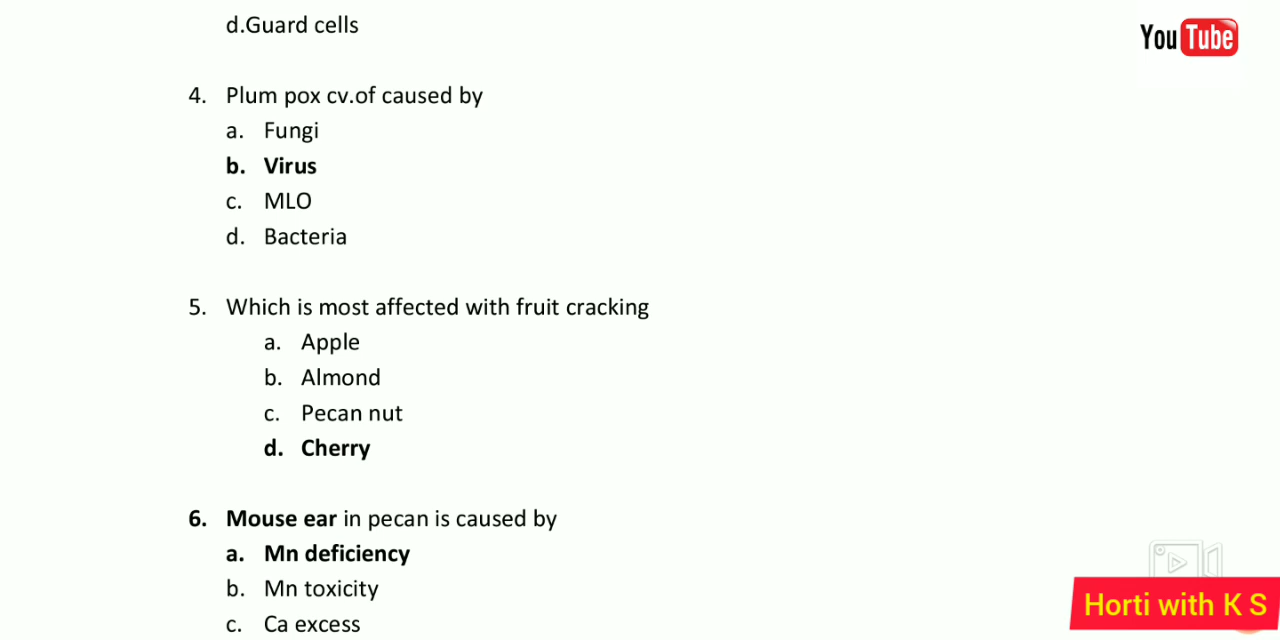 d.Guard cells
You Tube
4. Plum pox cv.of caused by
a. Fungi
b. Virus
c. MLO
d. Bacteria
5. Which is most affected with fruit cracking
a. Apple
b. Almond
c. Pecan nut
d. Cherry
6. Mouse ear in pecan is caused by
a. Mn deficiency
b. Mn toxicity
c. Ca excess
Horti with K S